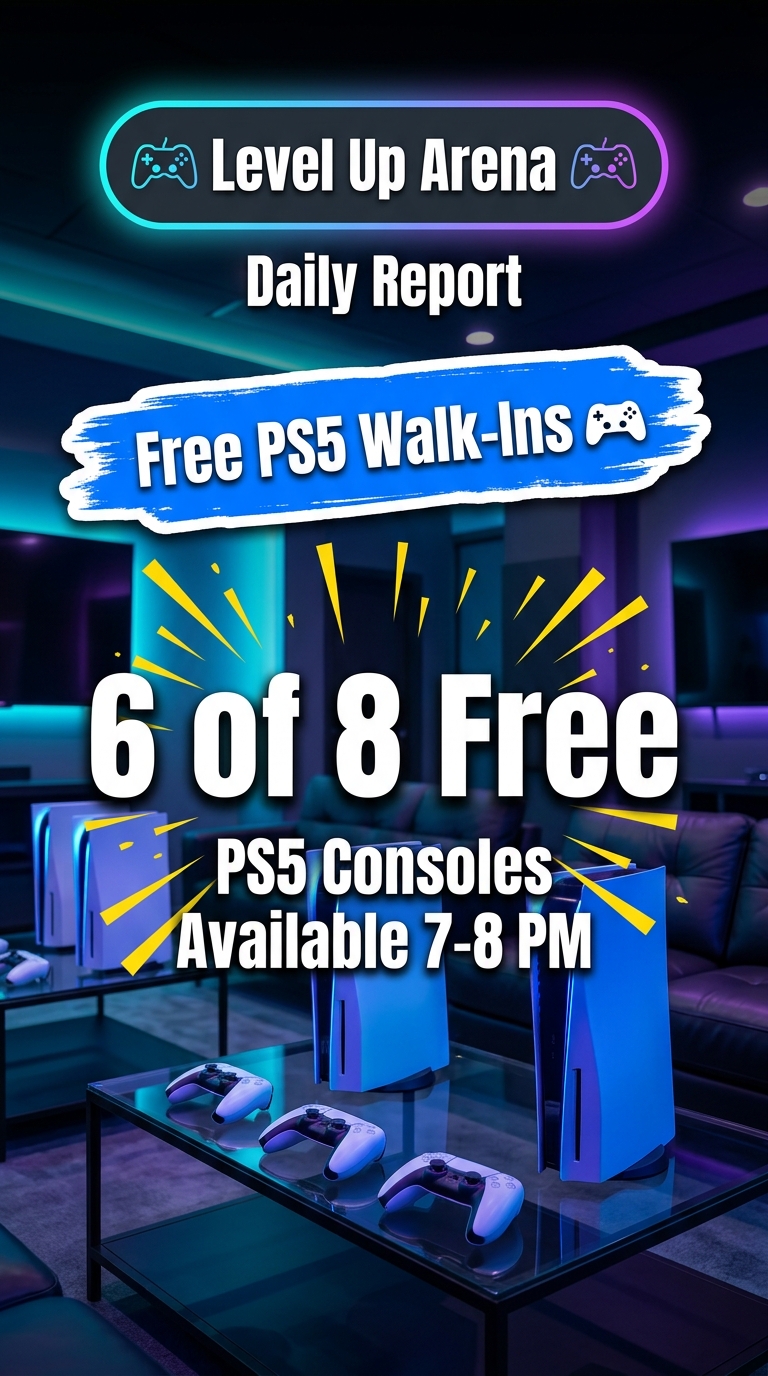 Level Up Arena
Daily Report
Free PS5 Walk-Ins
6 of 8 Free
PS5 Consoles
Available 7-8 PM